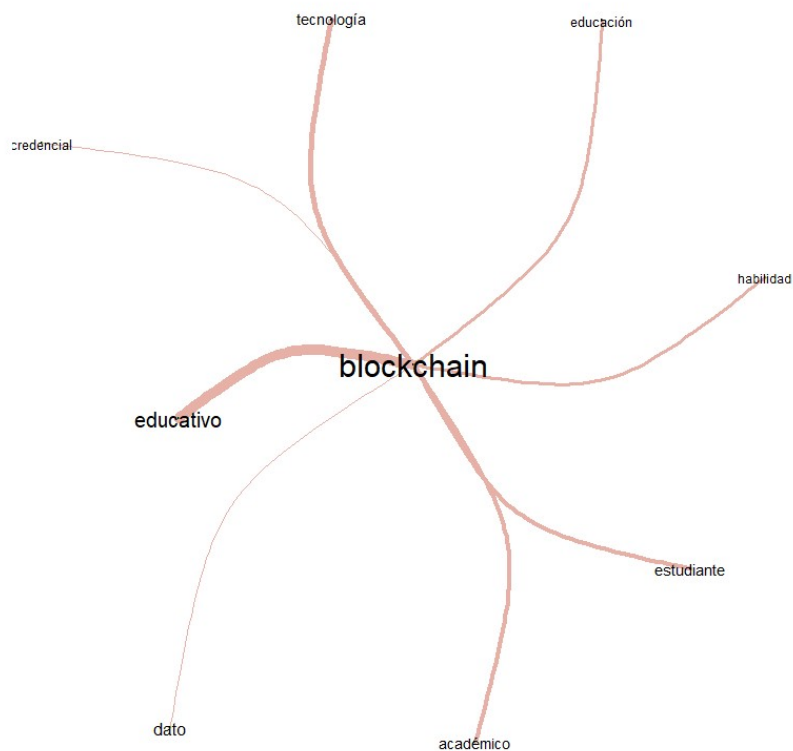 tecnología
educación
credencial
habilidad
blockchain
educativo
estudiante
dato
académico